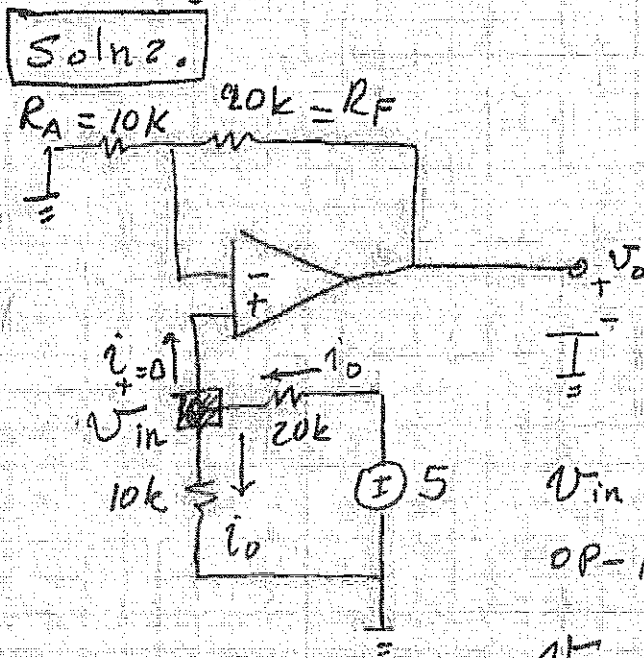 Soln 2.
R_A = 10k 20k = R_F
-
+
+ v_o
-
i_+ = 0
i_o
v_in
20k
10k
i_o
I 5
v_in
OP-A